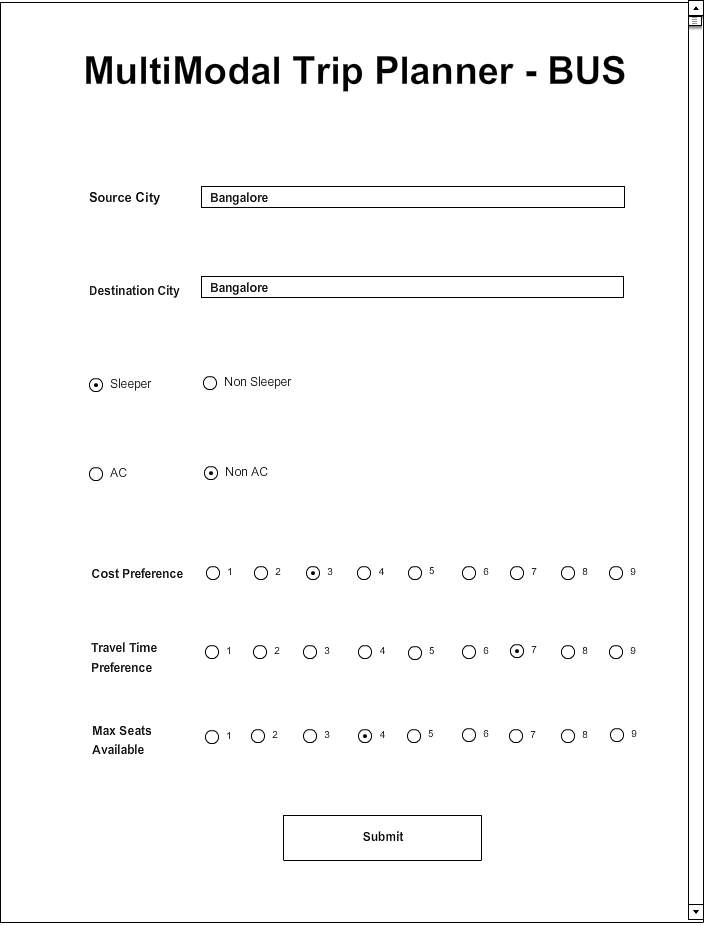 MultiModal Trip Planner - BUS
Source City Bangalore
Destination City Bangalore
Sleeper Non Sleeper
AC Non AC
Cost Preference 1 2 3 4 5 6 7 8 9
Travel Time
Preference
1 2 3 4 5 6 7 8 9
Max Seats
Available
1 2 3 4 5 6 7 8 9
Submit